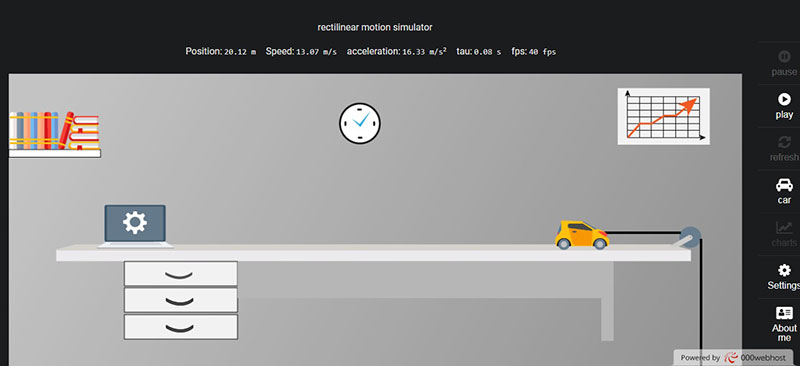 rectilinear motion simulator
Position: 20.12 m Speed: 13.07 m/s acceleration: 16.33 m/s² tau: 0.08 s fps: 40 fps
pause
play
refresh
car
charts
Settings
About
me
Powered by 000webhost